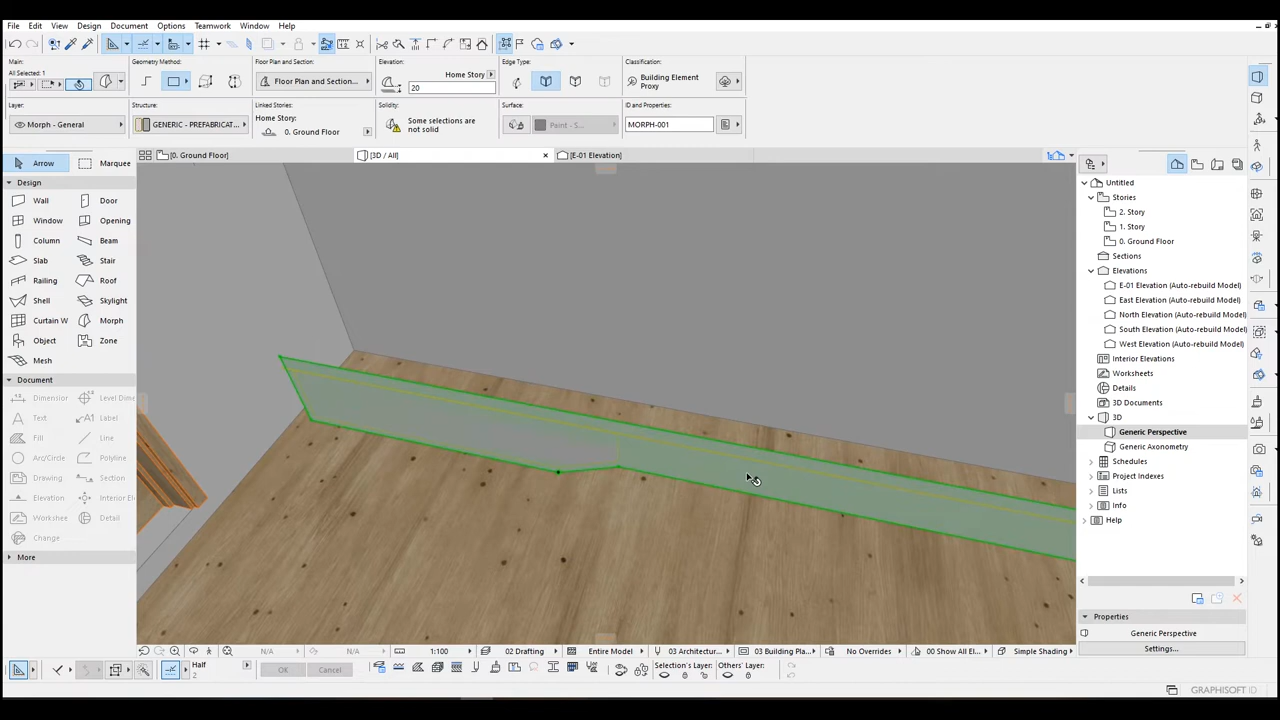 File Edit View Design Document Options Teamwork Window Help
Main: Geometry Method: Floor Plan and Section: Elevation: Edge Type: Classification:
All Selected: 1
Floor Plan and Section... Home Story Building Element Proxy
20
Layer: Structure: Linked Stories: Solidity: Surface: ID and Properties:
Morph - General GENERIC - PREFABRICAT... Home Story: 0. Ground Floor Some selections are not solid Paint - S... MORPH-001
[0. Ground Floor] [3D / All] [E-01 Elevation]
Arrow Marquee
Design
Wall Door
Window Opening
Column Beam
Slab Stair
Railing Roof
Shell Skylight
Curtain W Morph
Object Zone
Mesh
Document
Dimension Level Dime
Text Label
Fill Line
Arc/Circle Polyline
Drawing Section
Elevation Interior El
Workshee Detail
Change
More
Untitled
Stories
2. Story
1. Story
0. Ground Floor
Sections
Elevations
E-01 Elevation (Auto-rebuild Model)
East Elevation (Auto-rebuild Model)
North Elevation (Auto-rebuild Model)
South Elevation (Auto-rebuild Model)
West Elevation (Auto-rebuild Model)
Interior Elevations
Worksheets
Details
3D Documents
3D
Generic Perspective
Generic Axonometry
Schedules
Project Indexes
Lists
Info
Help
Properties
Generic Perspective
Settings...
N/A N/A 1:100 02 Drafting Entire Model 03 Architectur... 03 Building Pla... No Overrides 00 Show All El... Simple Shading
Half
2
OK Cancel Selection's Layer: Others' Layer:
GRAPHISOFT ID